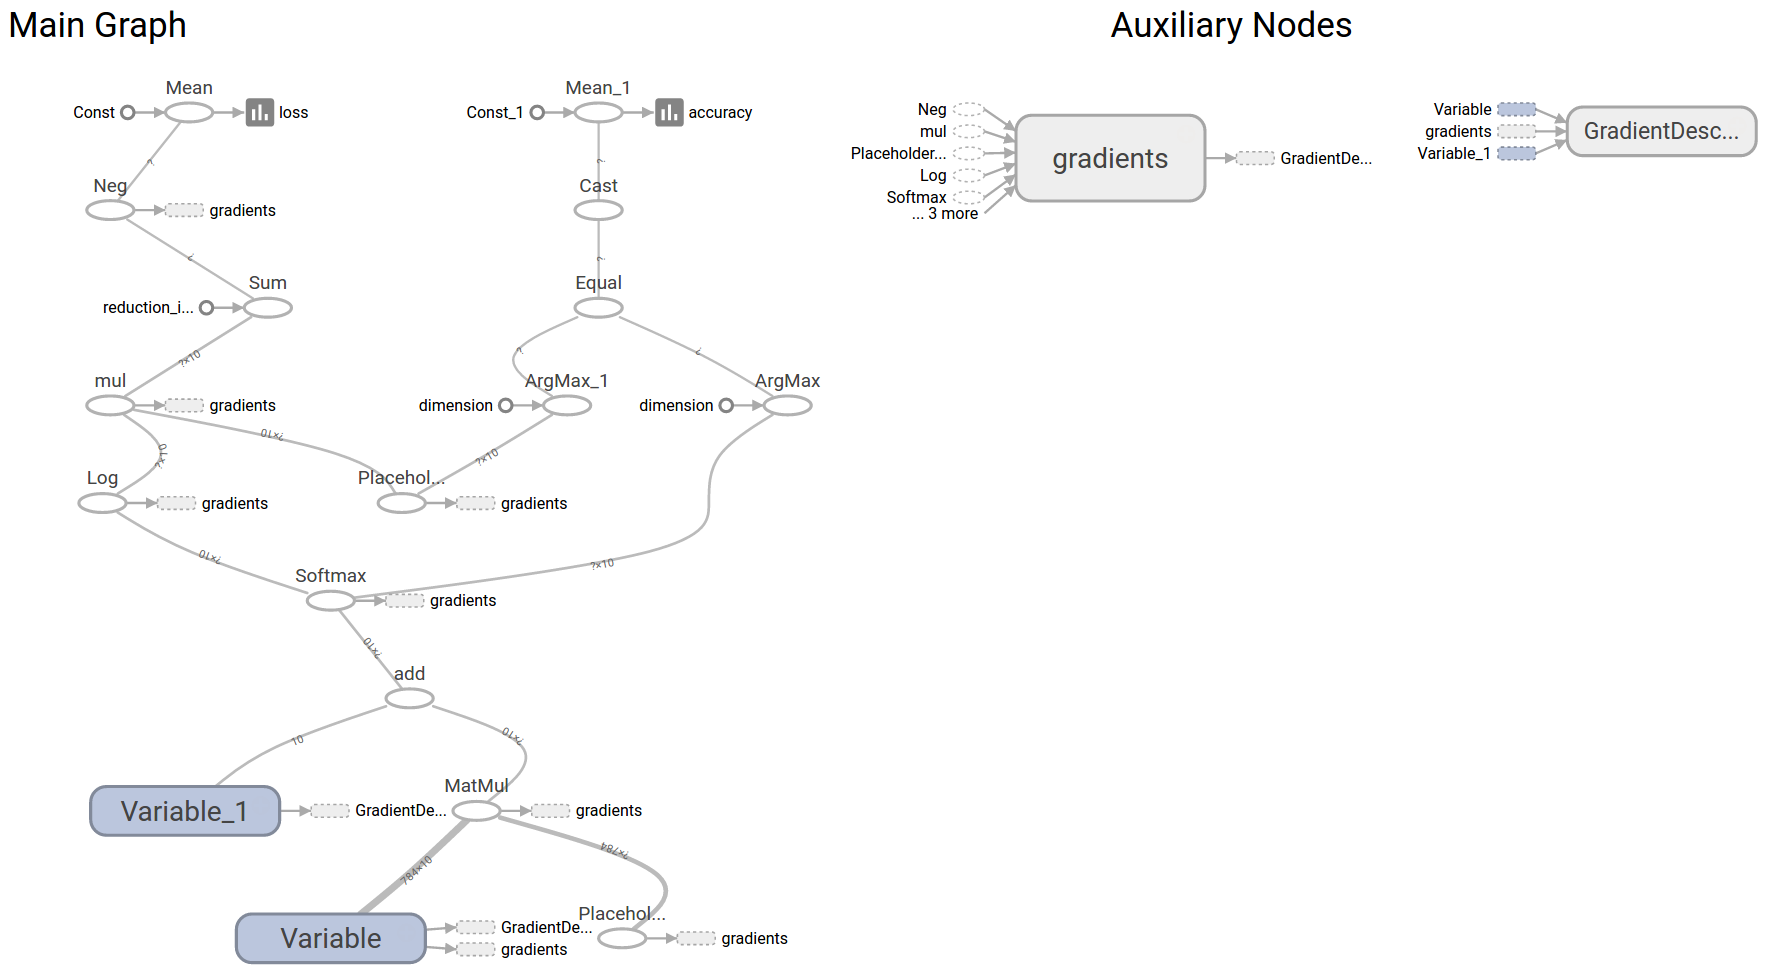 Main Graph
Auxiliary Nodes
Mean
Const
loss
?
Neg
gradients
?
Sum
reduction_i...
?×10
mul
gradients
?×10
?×10
Log
gradients
?×10
Mean_1
Const_1
accuracy
?
Cast
?
Equal
?
?
ArgMax_1
dimension
ArgMax
dimension
?×10
Placehol...
gradients
?×10
Softmax
gradients
?×10
add
10
?×10
Variable_1
GradientDe...
MatMul
gradients
784×10
?×784
Variable
GradientDe...
gradients
Placehol...
gradients
Neg
mul
Placeholder...
Log
Softmax
... 3 more
gradients
GradientDe...
Variable
gradients
Variable_1
GradientDesc...